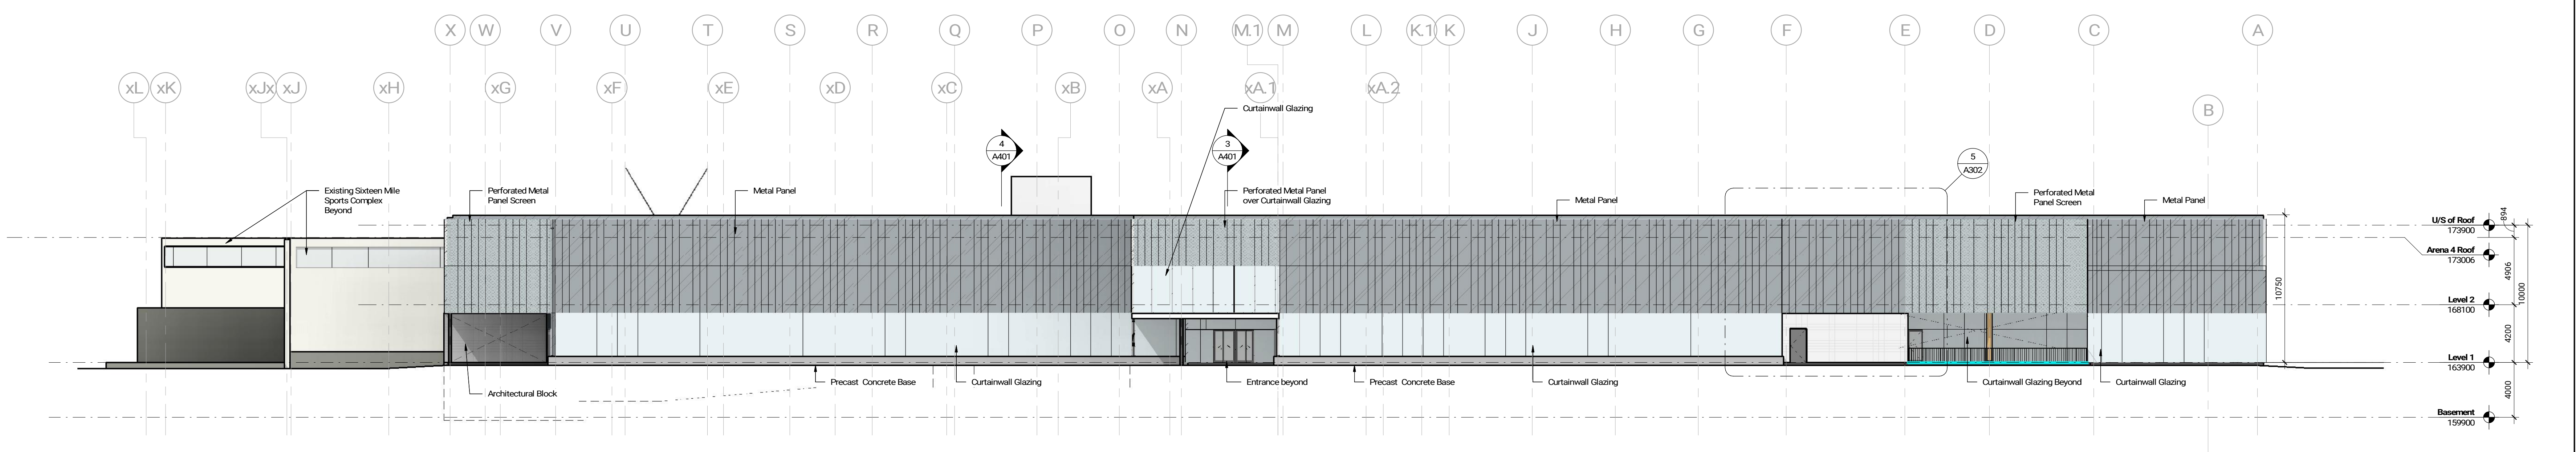 X W V U T S R Q P O N M.1 M L K.1 K J H G F E D C A
xL xK xJx xJ xH xG xF xE xD xC xB xA xA.1 xA.2
B
Curtainwall Glazing
4
A401
3
A401
5
A302
Existing Sixteen Mile
Sports Complex
Beyond
Perforated Metal
Panel Screen
Metal Panel
Perforated Metal Panel
over Curtainwall Glazing
Metal Panel
Perforated Metal
Panel Screen
Metal Panel
U/S of Roof
173900
Arena 4 Roof
173006
Level 2
168100
Level 1
163900
Basement
159900
894
4906
10750
10000
4200
4000
Architectural Block
Precast Concrete Base
Curtainwall Glazing
Entrance beyond
Precast Concrete Base
Curtainwall Glazing
Curtainwall Glazing Beyond
Curtainwall Glazing